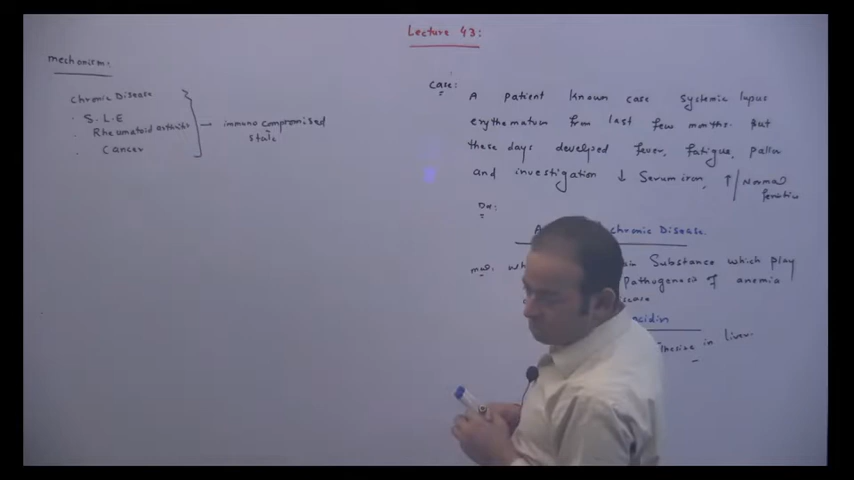 Lecture 43:
mechanism:
chronic Disease
S.L.E
Rheumatoid arthritis
Cancer
immuno compromised
state
Case:
A patient known case systemic lupus
erythematum from last few months. But
these days develyed fever, fatigue, pallor
and investigation ↓ Serum iron, ↑/Normal
ferritin
Dx:
A chronic Disease.
Substance which play
Pathogenesis of anemia
in liver.